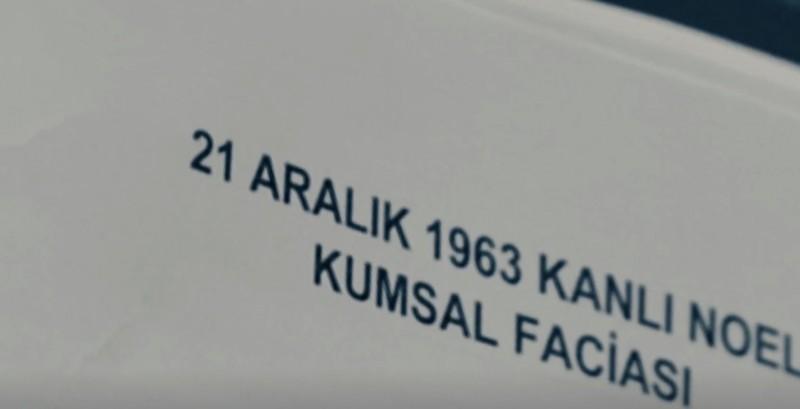 21 ARALIK 1963 KANLI NOEL
KUMSAL FACİASI